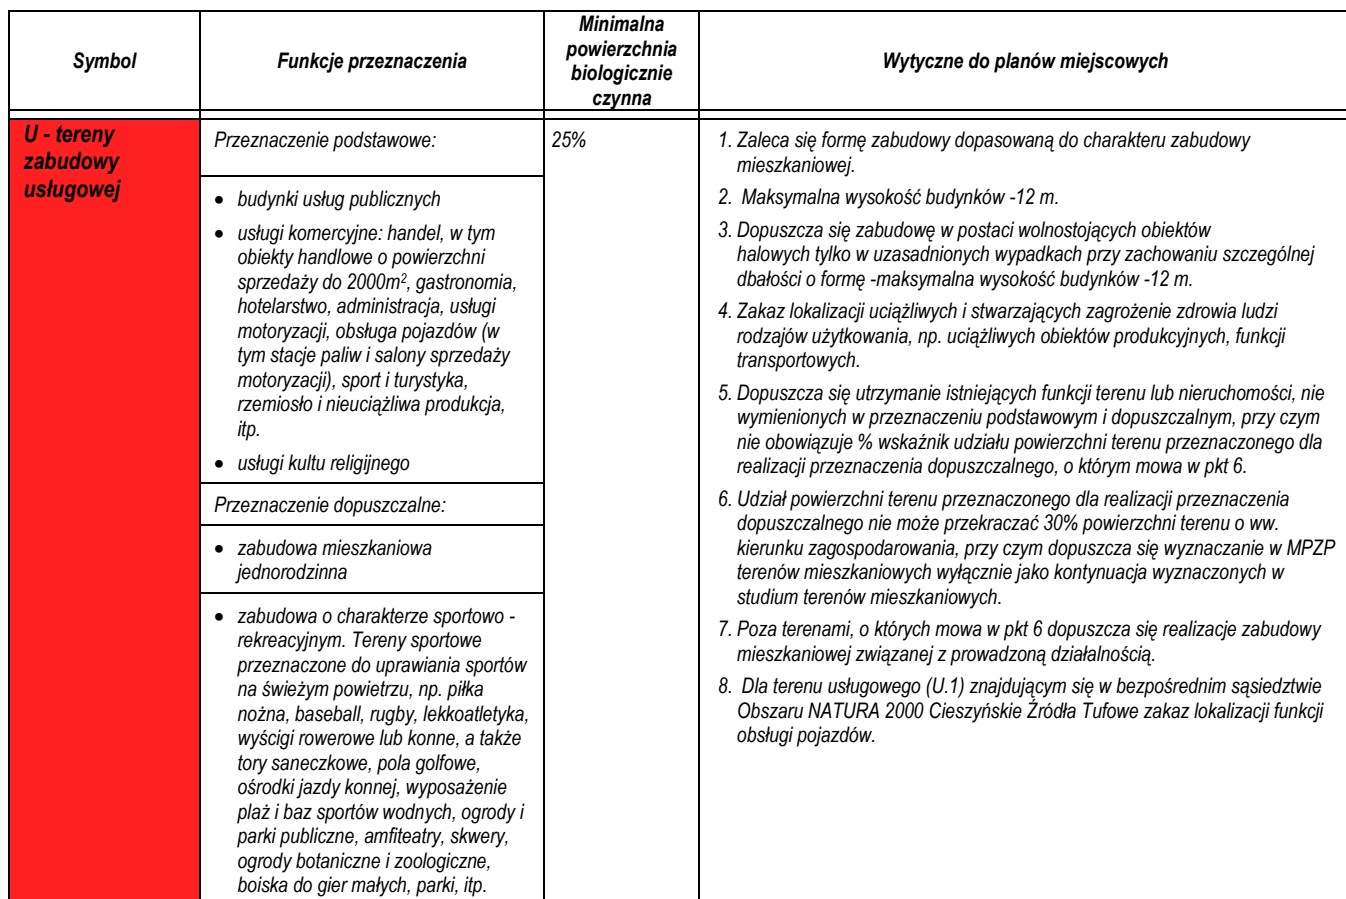 Symbol
Funkcje przeznaczenia
Minimalna
powierzchnia
biologicznie
czynna
Wytyczne do planów miejscowych
U - tereny
zabudowy
usługowej
Przeznaczenie podstawowe:
• budynki usług publicznych
• usługi komercyjne: handel, w tym
obiekty handlowe o powierzchni
sprzedaży do 2000m², gastronomia,
hotelarstwo, administracja, usługi
motoryzacji, obsługa pojazdów (w
tym stacje paliw i salony sprzedaży
motoryzacji), sport i turystyka,
rzemiosło i nieuciążliwa produkcja,
itp.
• usługi kultu religijnego
Przeznaczenie dopuszczalne:
• zabudowa mieszkaniowa
jednorodzinna
• zabudowa o charakterze sportowo -
rekreacyjnym. Tereny sportowe
przeznaczone do uprawiania sportów
na świeżym powietrzu, np. piłka
nożna, baseball, rugby, lekkoatletyka,
wyścigi rowerowe lub konne, a także
tory saneczkowe, pola golfowe,
ośrodki jazdy konnej, wyposażenie
plaż i baz sportów wodnych, ogrody i
parki publiczne, amfiteatry, skwery,
ogrody botaniczne i zoologiczne,
boiska do gier małych, parki, itp.
25%
1. Zaleca się formę zabudowy dopasowaną do charakteru zabudowy
mieszkaniowej.
2. Maksymalna wysokość budynków -12 m.
3. Dopuszcza się zabudowę w postaci wolnostojących obiektów
halowych tylko w uzasadnionych wypadkach przy zachowaniu szczególnej
dbałości o formę -maksymalna wysokość budynków -12 m.
4. Zakaz lokalizacji uciążliwych i stwarzających zagrożenie zdrowia ludzi
rodzajów użytkowania, np. uciążliwych obiektów produkcyjnych, funkcji
transportowych.
5. Dopuszcza się utrzymanie istniejących funkcji terenu lub nieruchomości, nie
wymienionych w przeznaczeniu podstawowym i dopuszczalnym, przy czym
nie obowiązuje % wskaźnik udziału powierzchni terenu przeznaczonego dla
realizacji przeznaczenia dopuszczalnego, o którym mowa w pkt 6.
6. Udział powierzchni terenu przeznaczonego dla realizacji przeznaczenia
dopuszczalnego nie może przekraczać 30% powierzchni terenu o ww.
kierunku zagospodarowania, przy czym dopuszcza się wyznaczanie w MPZP
terenów mieszkaniowych wyłącznie jako kontynuacja wyznaczonych w
studium terenów mieszkaniowych.
7. Poza terenami, o których mowa w pkt 6 dopuszcza się realizacje zabudowy
mieszkaniowej związanej z prowadzoną działalnością.
8. Dla terenu usługowego (U.1) znajdującym się w bezpośrednim sąsiedztwie
Obszaru NATURA 2000 Cieszyńskie Źródła Tufowe zakaz lokalizacji funkcji
obsługi pojazdów.